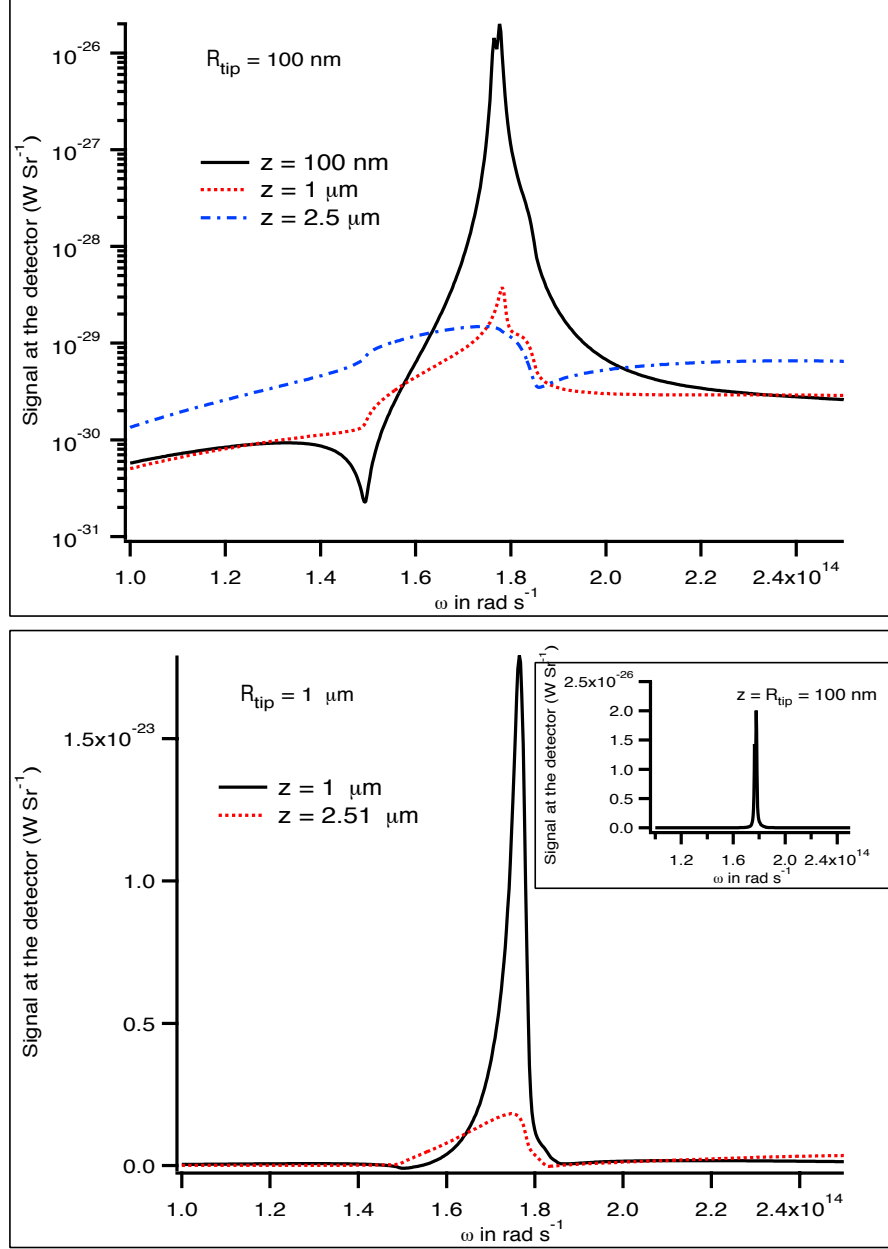 R_tip = 100 nm
Signal at the detector (W Sr^-1)
10^-26
10^-27
10^-28
10^-29
10^-30
10^-31
z = 100 nm
z = 1 μm
z = 2.5 μm
1.0 1.2 1.4 1.6 1.8 2.0 2.2 2.4x10^14
ω in rad s^-1
R_tip = 1 μm
Signal at the detector (W Sr^-1)
1.5x10^-23
1.0
0.5
0.0
z = 1 μm
z = 2.51 μm
1.0 1.2 1.4 1.6 1.8 2.0 2.2 2.4x10^14
ω in rad s^-1
Signal at the detector (W Sr^-1)
2.5x10^-26
2.0
1.5
1.0
0.5
0.0
z = R_tip = 100 nm
1.2 1.6 2.0 2.4x10^14
ω in rad s^-1